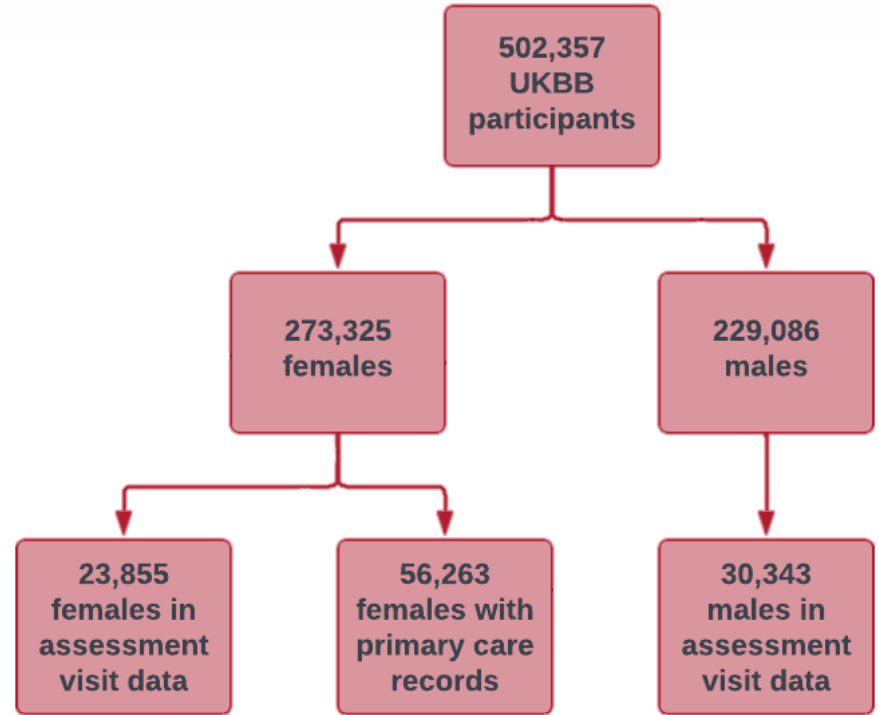 502,357
UKBB
participants
273,325
females
229,086
males
23,855
females in
assessment
visit data
56,263
females with
primary care
records
30,343
males in
assessment
visit data